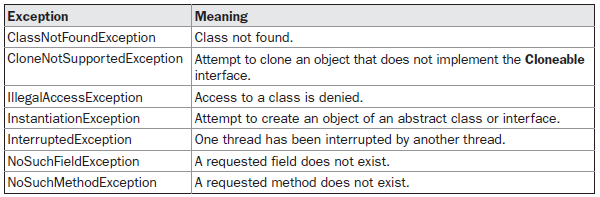 Exception Meaning
ClassNotFoundException Class not found.
CloneNotSupportedException Attempt to clone an object that does not implement the Cloneable
interface.
IllegalAccessException Access to a class is denied.
InstantiationException Attempt to create an object of an abstract class or interface.
InterruptedException One thread has been interrupted by another thread.
NoSuchFieldException A requested field does not exist.
NoSuchMethodException A requested method does not exist.